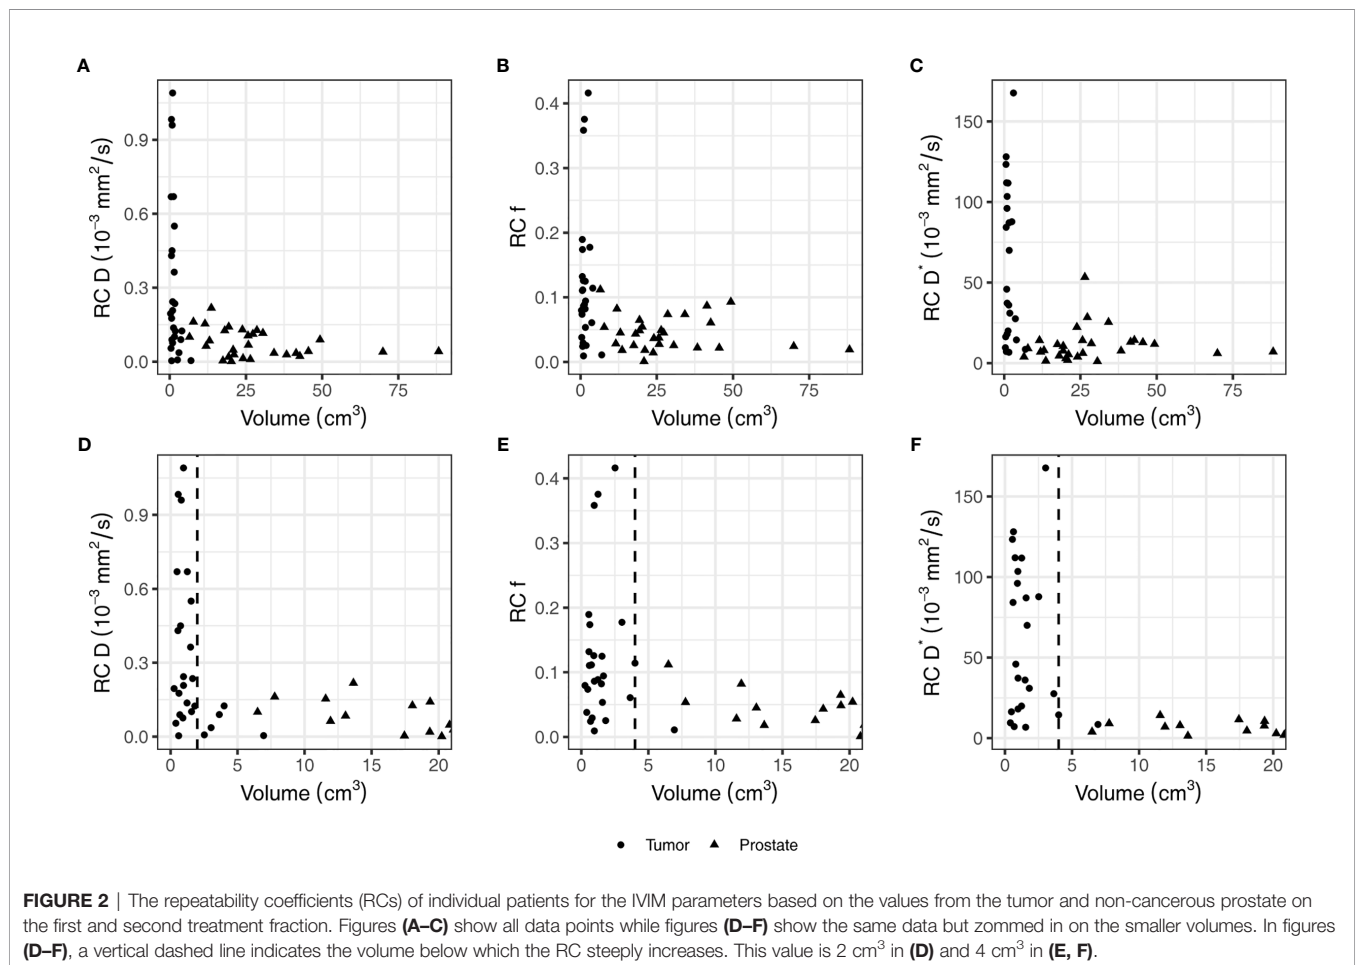 A
B
C
0.9
0.6
0.3
0.0
RC D (10⁻³ mm²/s)
0 25 50 75
Volume (cm³)
0.4
0.3
0.2
0.1
0.0
RC f
0 25 50 75
Volume (cm³)
150
100
50
0
RC D* (10⁻³ mm²/s)
0 25 50 75
Volume (cm³)
D
E
F
0.9
0.6
0.3
0.0
RC D (10⁻³ mm²/s)
0 5 10 15 20
Volume (cm³)
0.4
0.3
0.2
0.1
0.0
RC f
0 5 10 15 20
Volume (cm³)
150
100
50
0
RC D* (10⁻³ mm²/s)
0 5 10 15 20
Volume (cm³)
Tumor Prostate
FIGURE 2 | The repeatability coefficients (RCs) of individual patients for the IVIM parameters based on the values from the tumor and non-cancerous prostate on
the first and second treatment fraction. Figures (A–C) show all data points while figures (D–F) show the same data but zommed in on the smaller volumes. In figures
(D–F), a vertical dashed line indicates the volume below which the RC steeply increases. This value is 2 cm³ in (D) and 4 cm³ in (E, F).